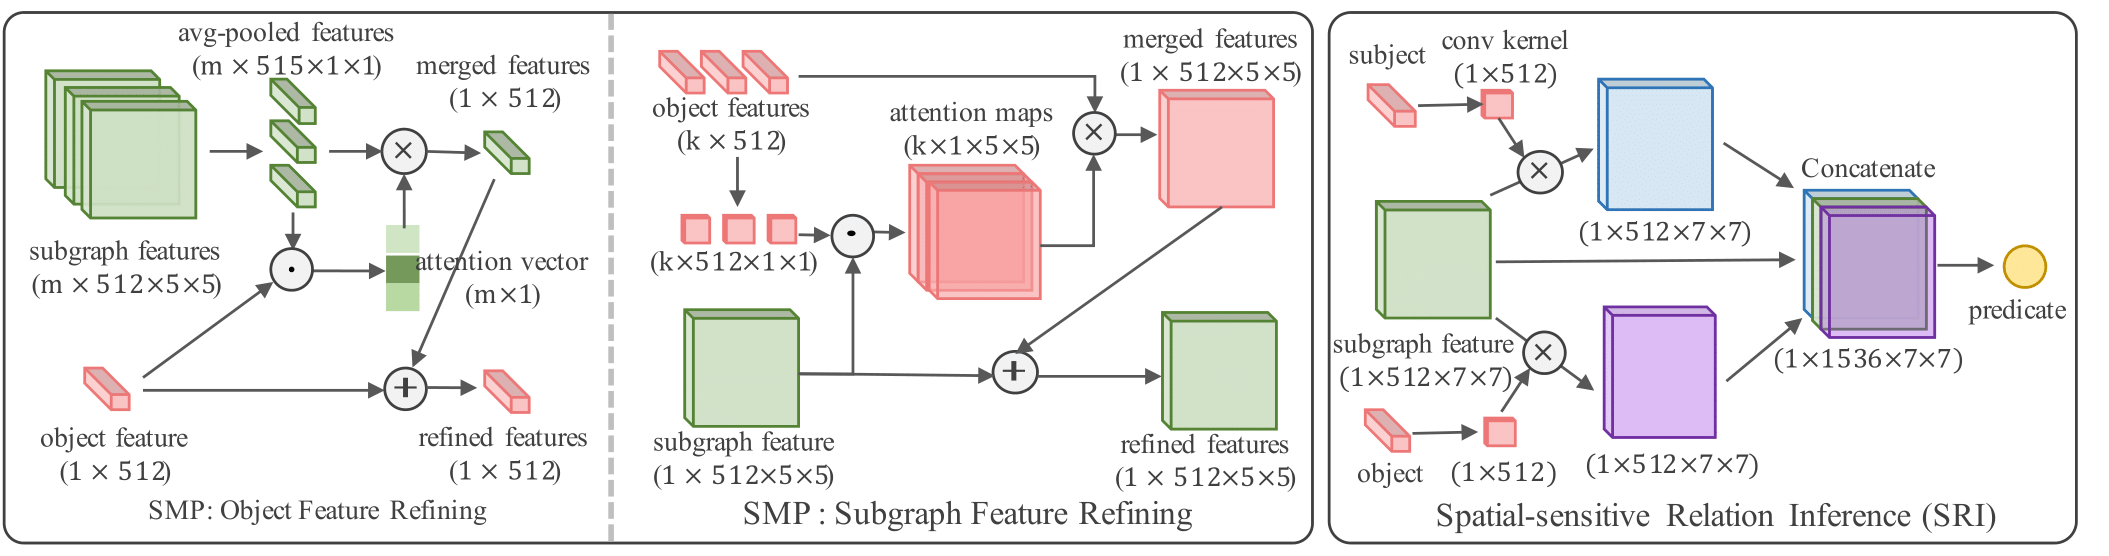 avg-pooled features
(m × 515×1×1)
merged features
(1 × 512)
subgraph features
(m × 512×5×5)
attention vector
(m×1)
object feature
(1 × 512)
refined features
(1 × 512)
SMP: Object Feature Refining
object features
(k × 512)
(k×512×1×1)
attention maps
(k×1×5×5)
merged features
(1 × 512×5×5)
subgraph feature
(1 × 512×5×5)
refined features
(1 × 512×5×5)
SMP : Subgraph Feature Refining
subject
conv kernel
(1×512)
(1×512×7×7)
Concatenate
subgraph feature
(1×512×7×7)
(1×1536×7×7)
predicate
object
(1×512)
(1×512×7×7)
Spatial-sensitive Relation Inference (SRI)